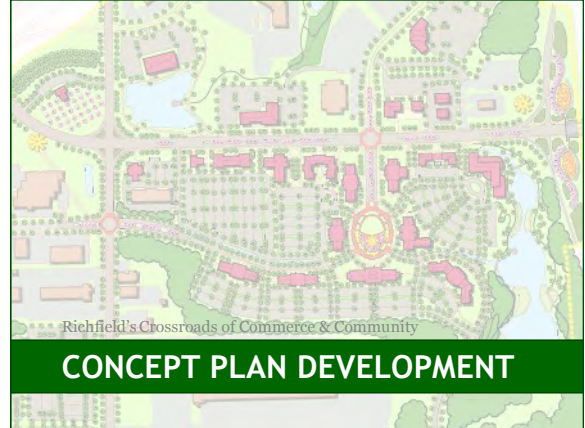 Richfield's Crossroads of Commerce & Community
CONCEPT PLAN DEVELOPMENT